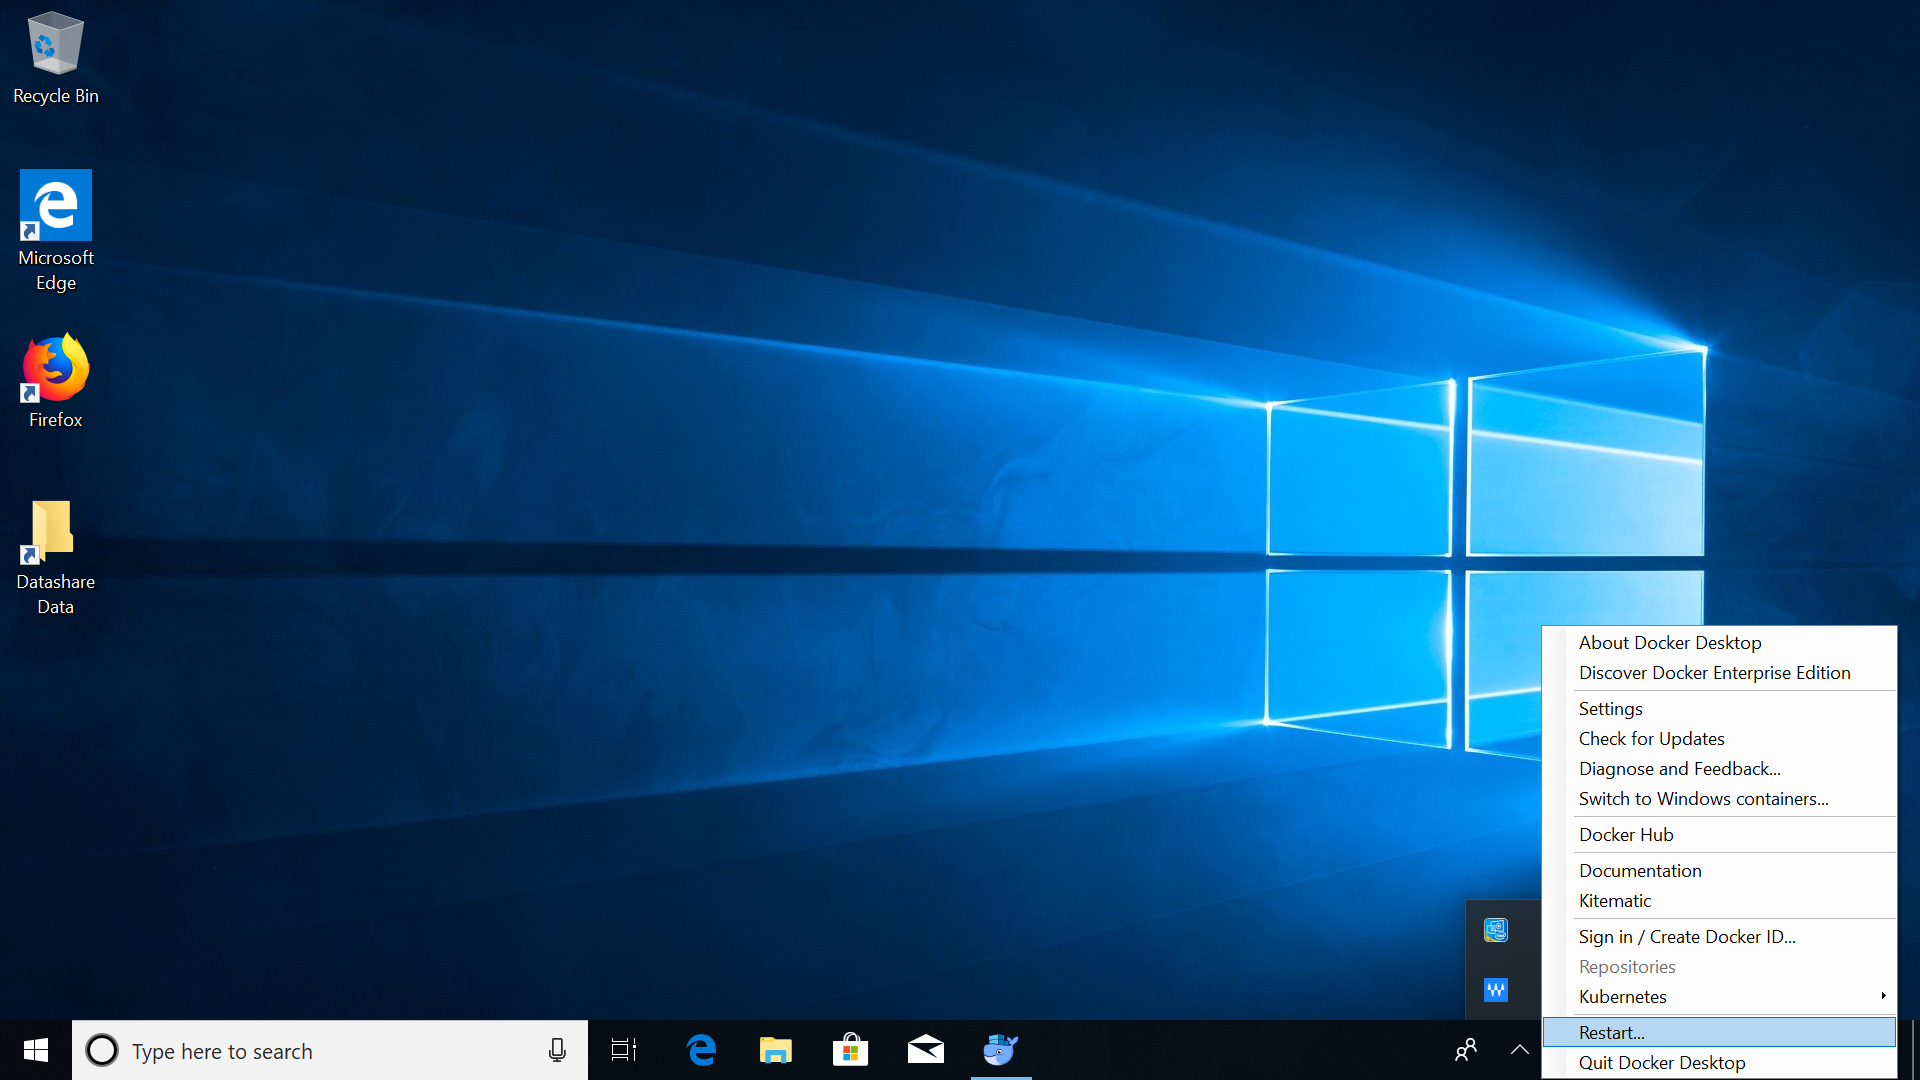 Recycle Bin
Microsoft
Edge
Firefox
Datashare
Data
About Docker Desktop
Discover Docker Enterprise Edition
Settings
Check for Updates
Diagnose and Feedback...
Switch to Windows containers...
Docker Hub
Documentation
Kitematic
Sign in / Create Docker ID...
Repositories
Kubernetes
Restart...
Quit Docker Desktop
Type here to search